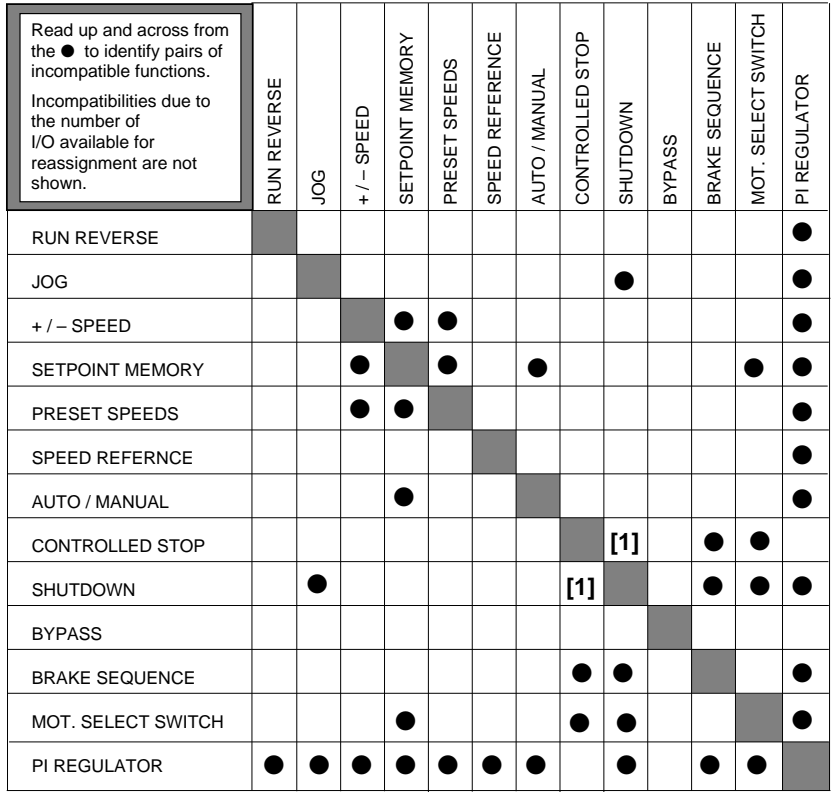 Read up and across from
the ● to identify pairs of
incompatible functions.
Incompatibilities due to
the number of
I/O available for
reassignment are not
shown.
RUN REVERSE
JOG
+ / – SPEED
SETPOINT MEMORY
PRESET SPEEDS
SPEED REFERENCE
AUTO / MANUAL
CONTROLLED STOP
SHUTDOWN
BYPASS
BRAKE SEQUENCE
MOT. SELECT SWITCH
PI REGULATOR
RUN REVERSE ●
JOG ● ●
+ / – SPEED ● ● ●
SETPOINT MEMORY ● ● ● ● ●
PRESET SPEEDS ● ● ●
SPEED REFERNCE ●
AUTO / MANUAL ● ●
CONTROLLED STOP [1] ● ●
SHUTDOWN ● [1] ● ● ●
BYPASS
BRAKE SEQUENCE ● ● ●
MOT. SELECT SWITCH ● ● ● ●
PI REGULATOR ● ● ● ● ● ● ● ● ● ●